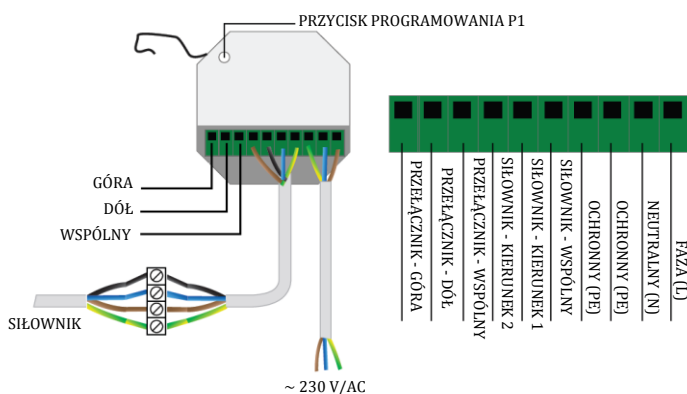 PRZYCISK PROGRAMOWANIA P1
GÓRA
DÓŁ
WSPÓLNY
SIŁOWNIK
~ 230 V/AC
PRZEŁĄCZNIK - GÓRA
PRZEŁĄCZNIK - DÓŁ
PRZEŁĄCZNIK - WSPÓLNY
SIŁOWNIK - KIERUNEK 2
SIŁOWNIK - KIERUNEK 1
SIŁOWNIK - WSPÓLNY
OCHRONNY (PE)
OCHRONNY (PE)
NEUTRALNY (N)
FAZA (L)